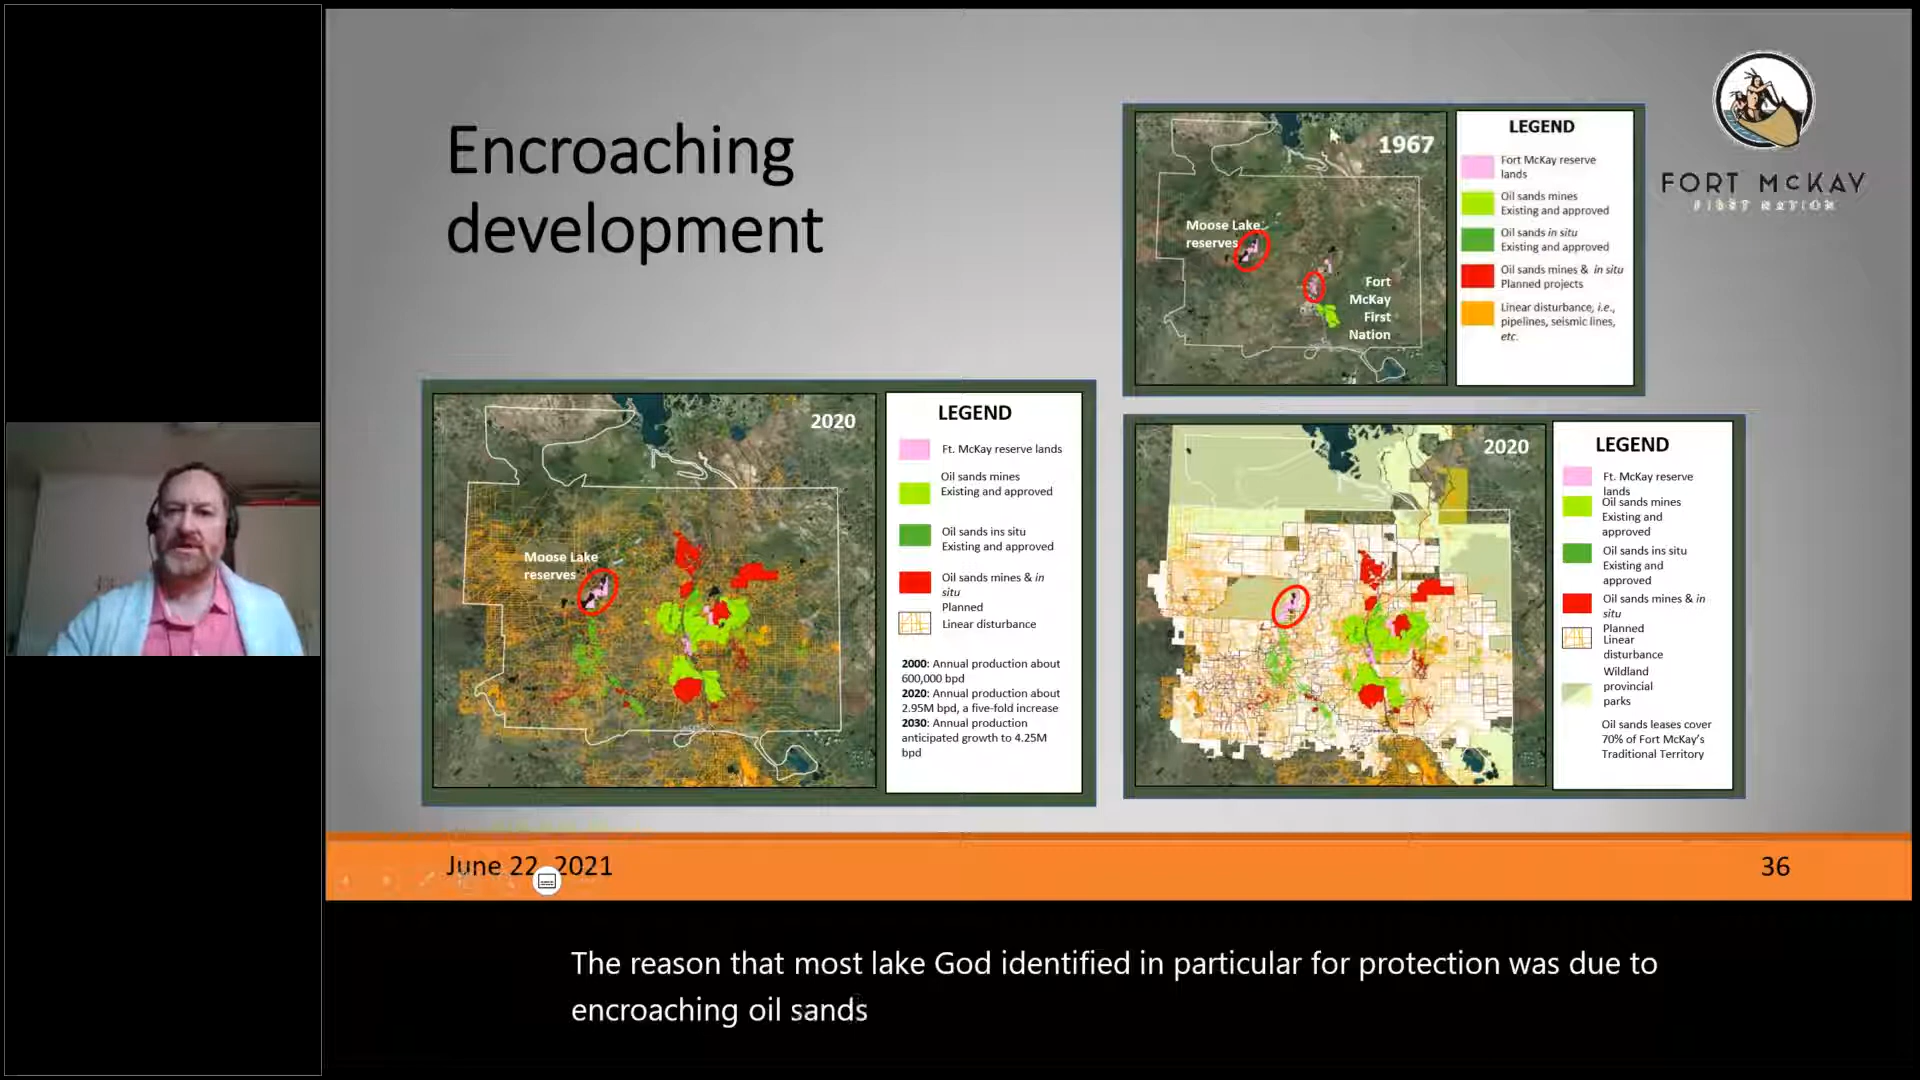 Encroaching
development
1967
Moose Lake
reserves
Fort
McKay
First
Nation
LEGEND
Fort McKay reserve
lands
Oil sands mines
Existing and approved
Oil sands in situ
Existing and approved
Oil sands mines & in situ
Planned projects
Linear disturbance, i.e.,
pipelines, seismic lines,
etc.
FORT McKAY
FIRST NATION
2020
Moose Lake
reserves
LEGEND
Ft. McKay reserve lands
Oil sands mines
Existing and approved
Oil sands ins situ
Existing and approved
Oil sands mines & in
situ
Planned
Linear disturbance
2000: Annual production about
600,000 bpd
2020: Annual production about
2.95M bpd, a five-fold increase
2030: Annual production
anticipated growth to 4.25M
bpd
2020
LEGEND
Ft. McKay reserve
lands
Oil sands mines
Existing and
approved
Oil sands ins situ
Existing and
approved
Oil sands mines & in
situ
Planned
Linear
disturbance
Wildland
provincial
parks
Oil sands leases cover
70% of Fort McKay's
Traditional Territory
June 22, 2021
36
The reason that most lake God identified in particular for protection was due to
encroaching oil sands